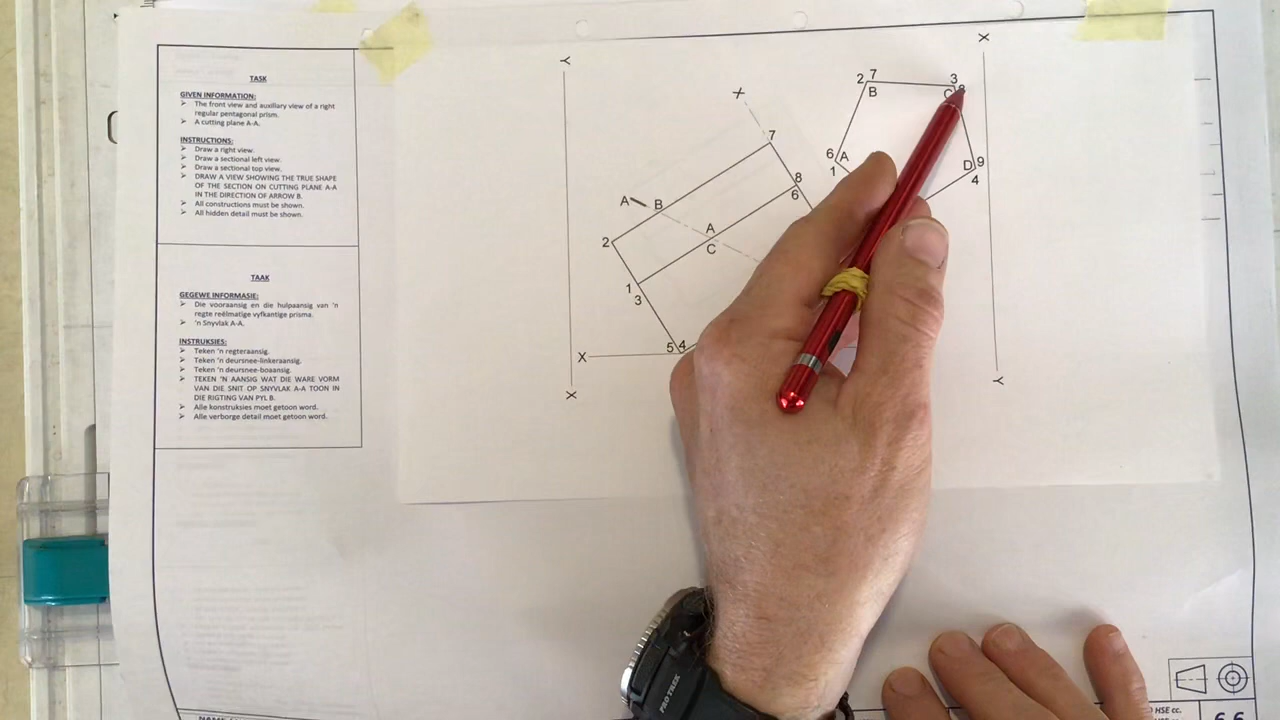 TASK
GIVEN INFORMATION:
➢ The front view and auxiliary view of a right
regular pentagonal prism.
➢ A cutting plane A-A.
INSTRUCTIONS:
➢ Draw a right view.
➢ Draw a sectional left view.
➢ Draw a sectional top view.
➢ DRAW A VIEW SHOWING THE TRUE SHAPE
OF THE SECTION ON CUTTING PLANE A-A
IN THE DIRECTION OF ARROW B.
➢ All constructions must be shown.
➢ All hidden detail must be shown.
TAAK
GEGEWE INFORMASIE:
➢ Die vooraansig en die hulpaansig van 'n
regte reëlmatige vyfkantige prisma.
➢ 'n Snyvlak A-A.
INSTRUKSIES:
➢ Teken 'n regteraansig.
➢ Teken 'n deursnee-linkeraansig.
➢ Teken 'n deursnee-boaansig.
➢ TEKEN 'N AANSIG WAT DIE WARE VORM
VAN DIE SNIT OP SNYVLAK A-A TOON IN
DIE RIGTING VAN PYL B.
➢ Alle konstruksies moet getoon word.
➢ Alle verborge detail moet getoon word.
Y
X
X
7
8
6
A B
A
C
2
1
3
5 4
X
X
2 7
B
3
C
6 A
1
D 9
4
Y
PRO TREK
HSE cc.